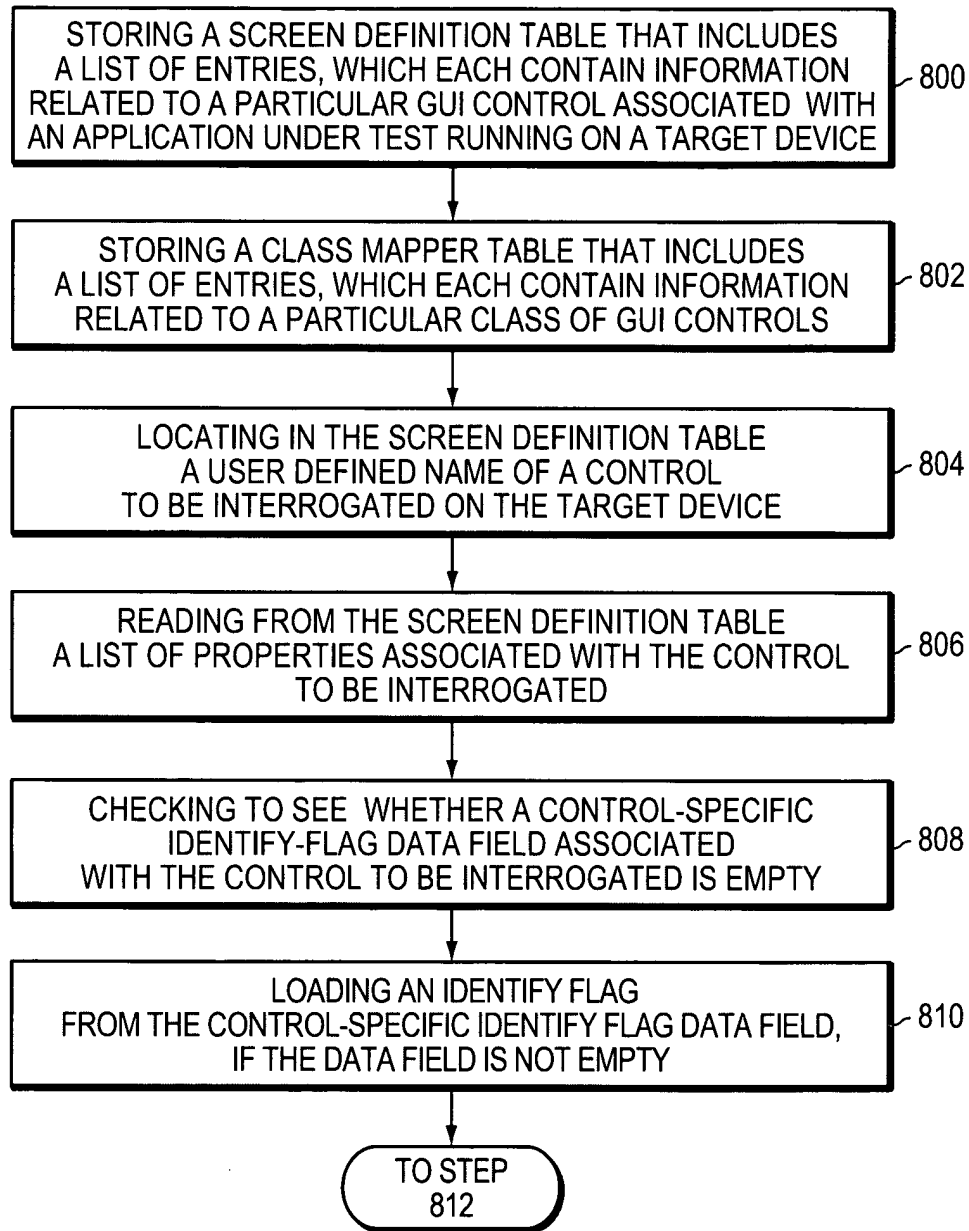 STORING A SCREEN DEFINITION TABLE THAT INCLUDES
A LIST OF ENTRIES, WHICH EACH CONTAIN INFORMATION
RELATED TO A PARTICULAR GUI CONTROL ASSOCIATED WITH
AN APPLICATION UNDER TEST RUNNING ON A TARGET DEVICE
800
STORING A CLASS MAPPER TABLE THAT INCLUDES
A LIST OF ENTRIES, WHICH EACH CONTAIN INFORMATION
RELATED TO A PARTICULAR CLASS OF GUI CONTROLS
802
LOCATING IN THE SCREEN DEFINITION TABLE
A USER DEFINED NAME OF A CONTROL
TO BE INTERROGATED ON THE TARGET DEVICE
804
READING FROM THE SCREEN DEFINITION TABLE
A LIST OF PROPERTIES ASSOCIATED WITH THE CONTROL
TO BE INTERROGATED
806
CHECKING TO SEE WHETHER A CONTROL-SPECIFIC
IDENTIFY-FLAG DATA FIELD ASSOCIATED
WITH THE CONTROL TO BE INTERROGATED IS EMPTY
808
LOADING AN IDENTIFY FLAG
FROM THE CONTROL-SPECIFIC IDENTIFY FLAG DATA FIELD,
IF THE DATA FIELD IS NOT EMPTY
810
TO STEP
812